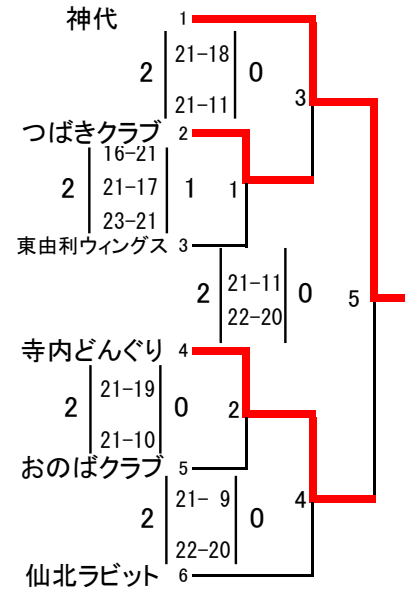 神代 1
21-18
2 0
21-11
3
つばきクラブ 2
16-21
2 21-17 1
1
23-21
東由利ウィングス 3
21-11
2 0
22-20
5
寺内どんぐり 4
21-19
2 0
2
21-10
おのばクラブ 5
21- 9
4
2 0
22-20
仙北ラビット 6